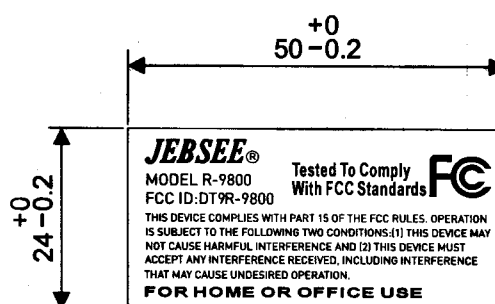 +0
50-0.2
+0
24-0.2
JEBSEE®
MODEL R-9800
FCC ID:DT9R-9800
Tested To Comply
With FCC Standards
FC
THIS DEVICE COMPLIES WITH PART 15 OF THE FCC RULES. OPERATION
IS SUBJECT TO THE FOLLOWING TWO CONDITIONS:(1) THIS DEVICE MAY
NOT CAUSE HARMFUL INTERFERENCE AND (2) THIS DEVICE MUST
ACCEPT ANY INTERFERENCE RECEIVED, INCLUDING INTERFERENCE
THAT MAY CAUSE UNDESIRED OPERATION.
FOR HOME OR OFFICE USE